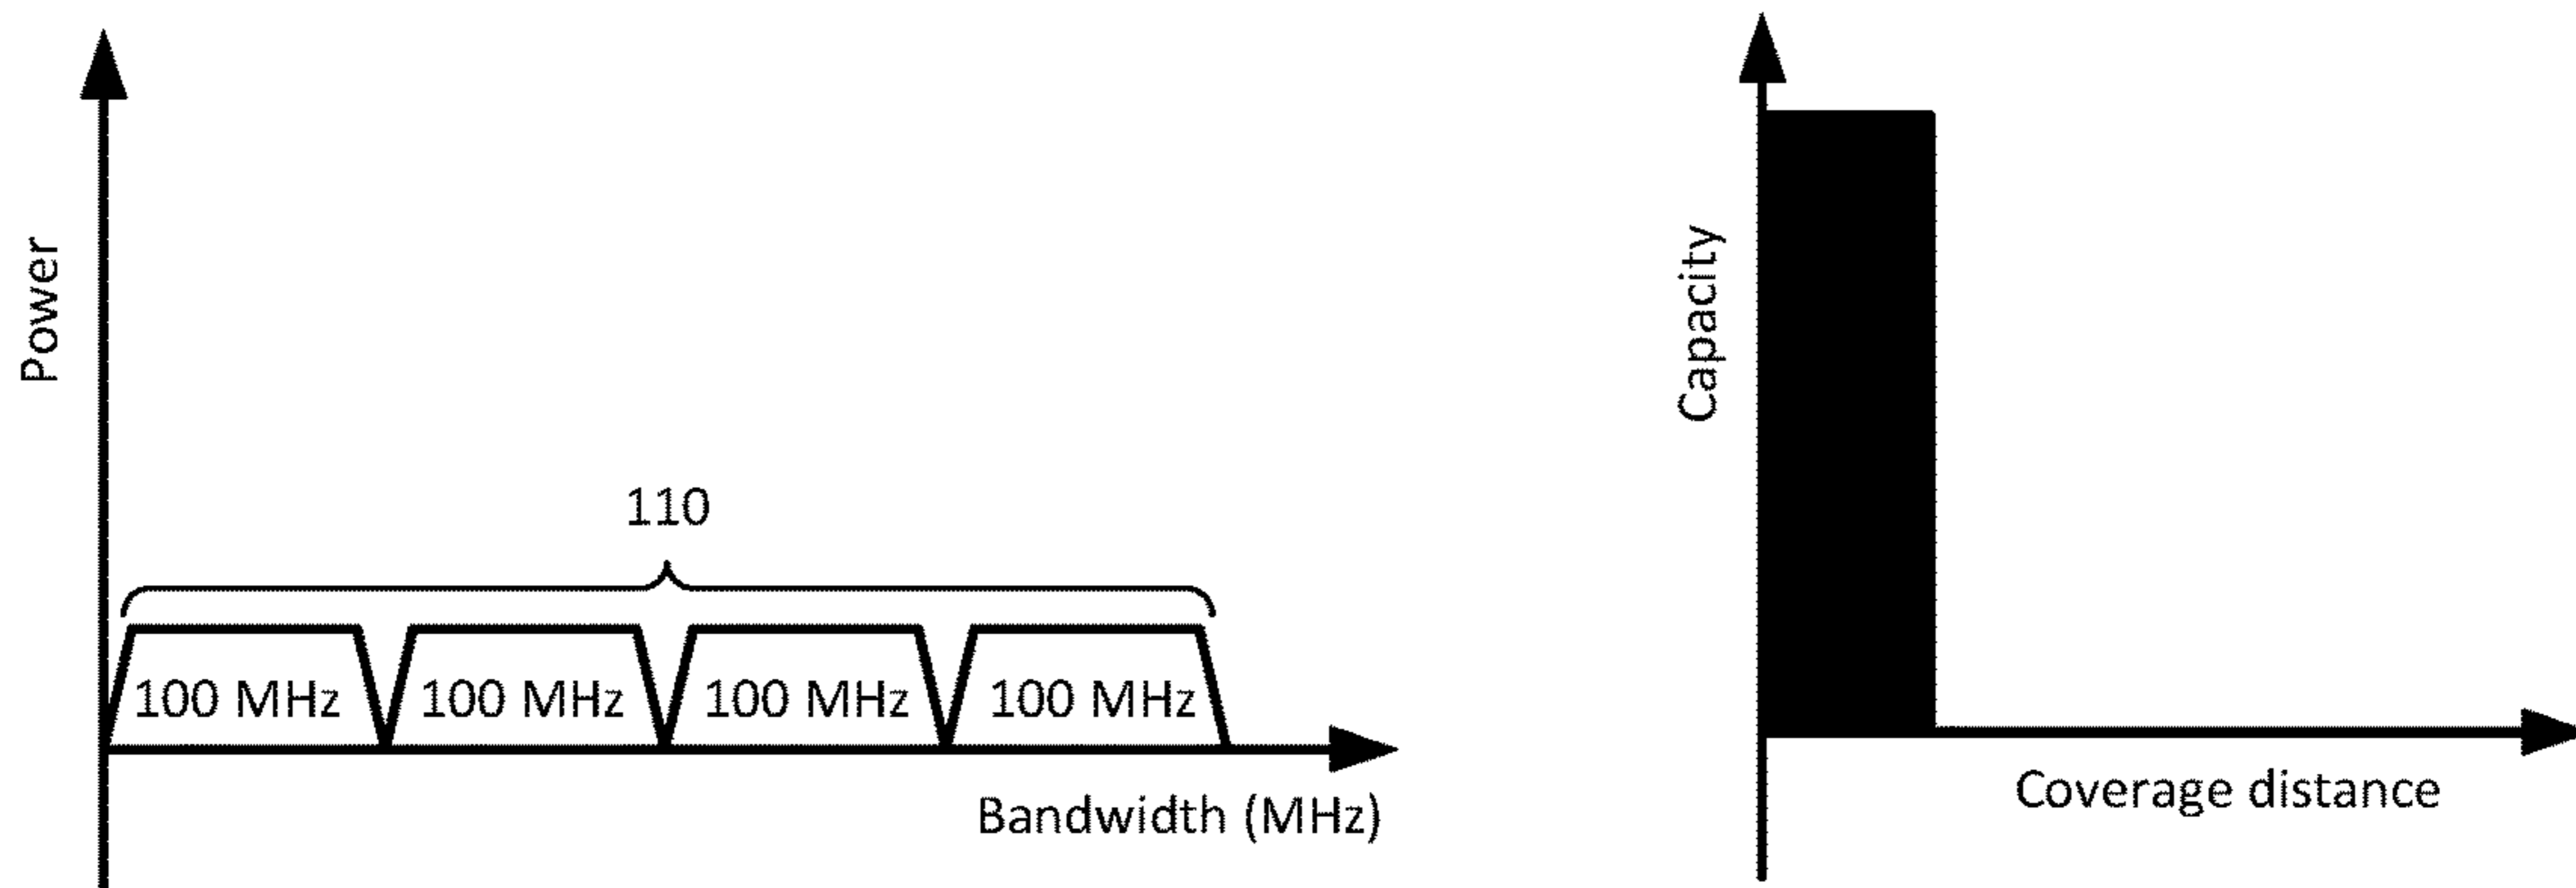 Power
110
100 MHz 100 MHz 100 MHz 100 MHz
Bandwidth (MHz)
Capacity
Coverage distance